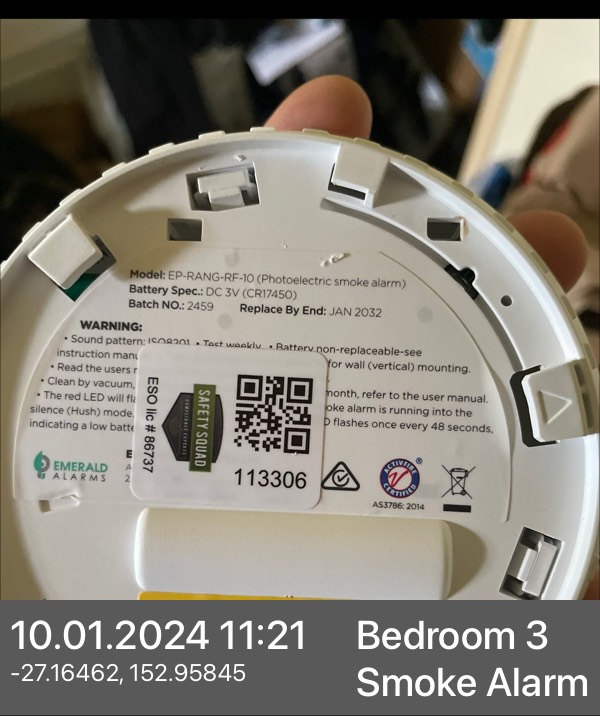 Model: EP-RANG-RF-10 (Photoelectric smoke alarm)
Battery Spec.: DC 3V (CR17450)
Batch NO.: 2459 Replace By End: JAN 2032
WARNING:
• Sound pattern: ISO8201 • Test weekly • Battery non-replaceable-see
instruction manu for wall (vertical) mounting.
• Read the users
• Clean by vacuum, month, refer to the user manual.
• The red LED will fla oke alarm is running into the
silence (Hush) mode. D flashes once every 48 seconds,
indicating a low batte
ESO lic # 86737
SAFETY SQUAD
COMPLIANCE EXPERTS
113306
EMERALD
ALARMS
ACTIVFIRE
CERTIFIED
®
AS3786: 2014
10.01.2024 11:21
-27.16462, 152.95845
Bedroom 3
Smoke Alarm